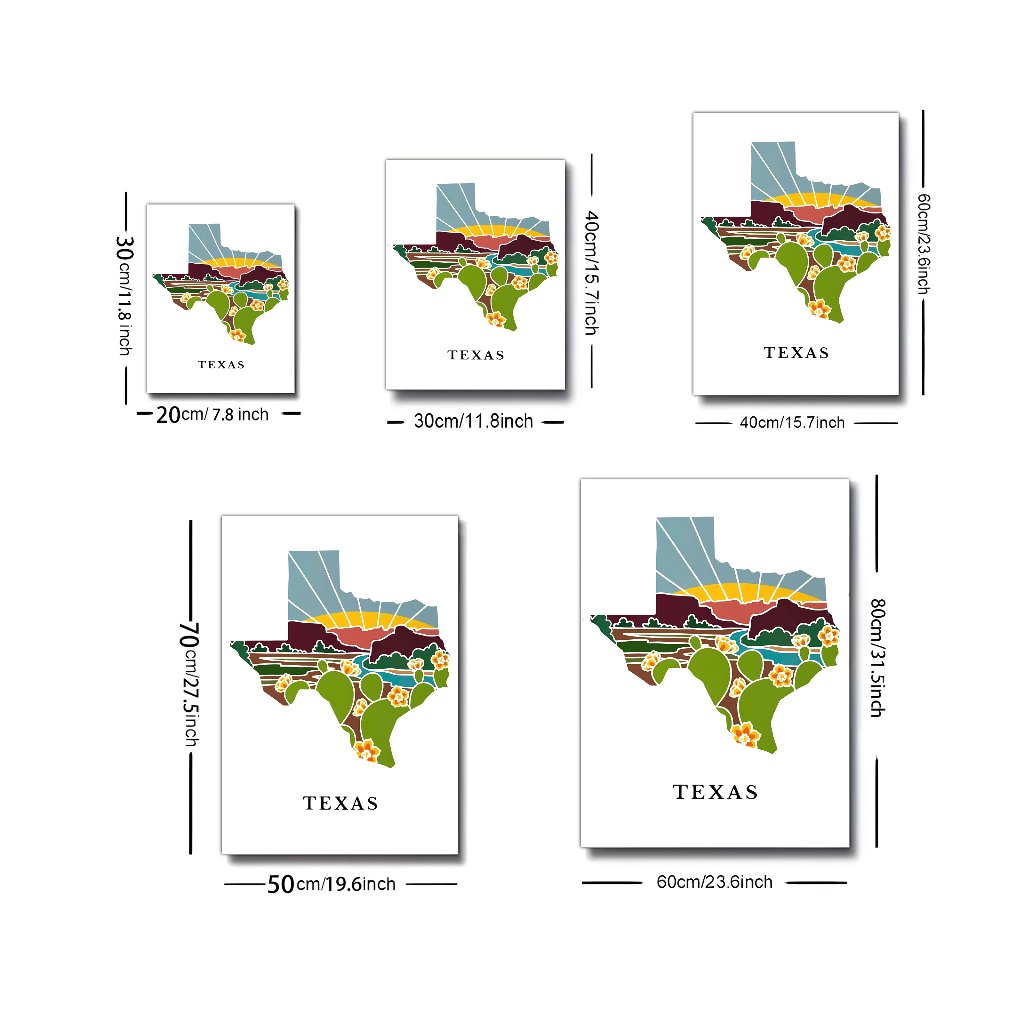 30cm/11.8 inch
TEXAS
20cm/ 7.8 inch
40cm/15.7inch
TEXAS
30cm/11.8inch
60cm/23.6inch
TEXAS
40cm/15.7inch
70cm/27.5inch
TEXAS
50cm/19.6inch
80cm/31.5inch
TEXAS
60cm/23.6inch